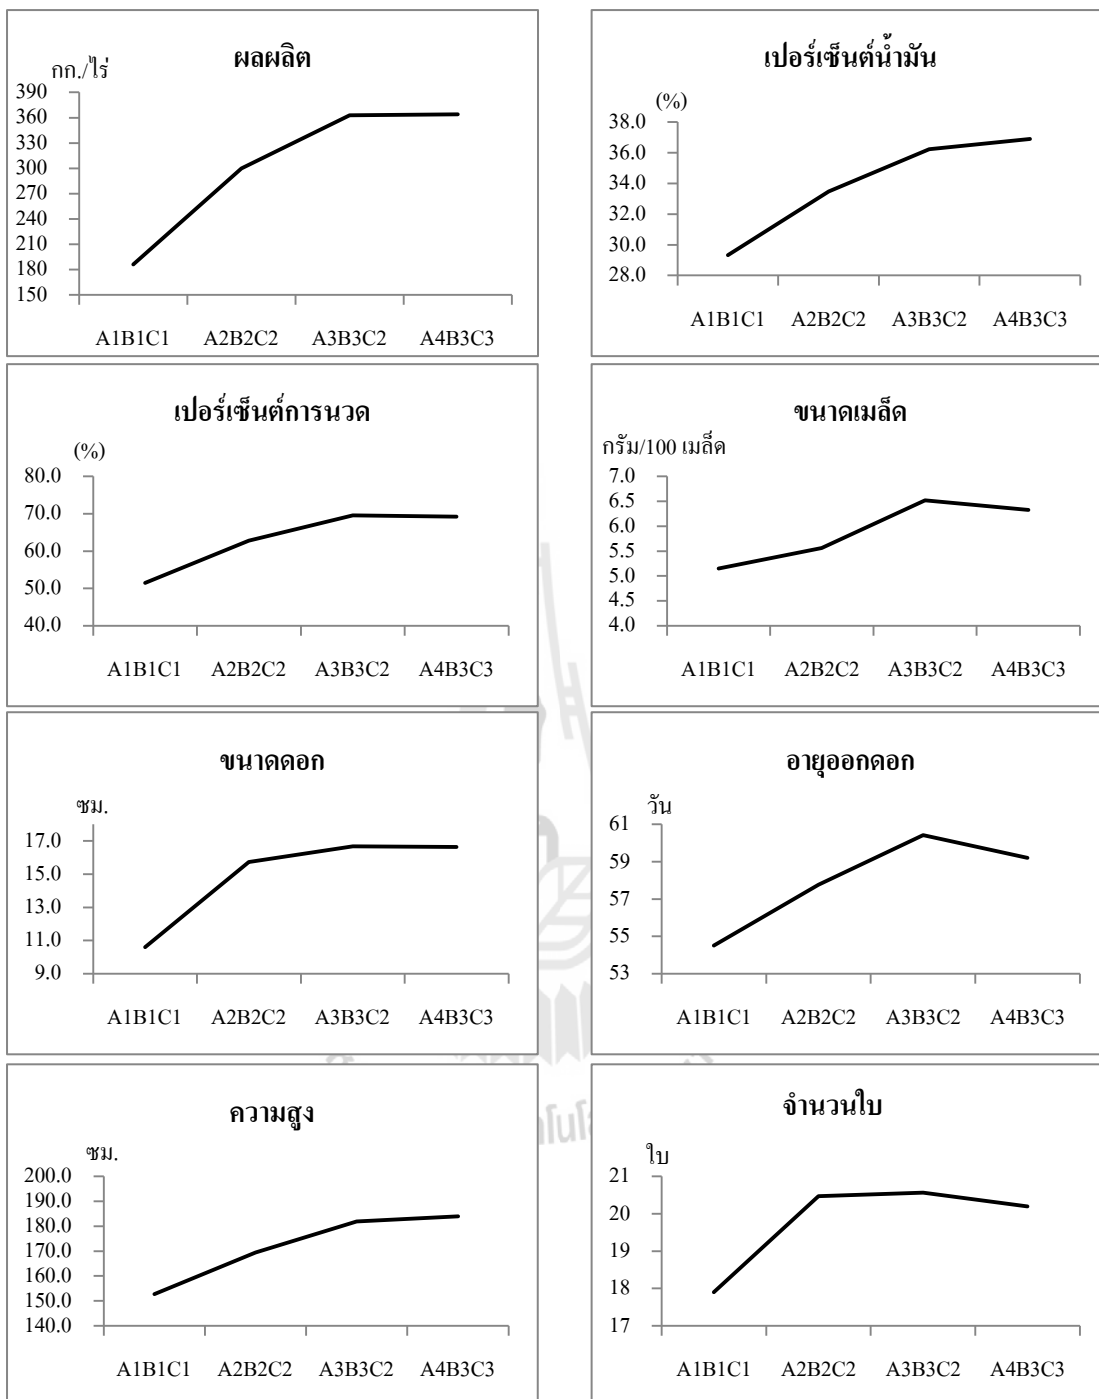 ผลผลิต
กก./ไร่
390
360
330
300
270
240
210
180
150
A1B1C1 A2B2C2 A3B3C2 A4B3C3
เปอร์เซ็นต์น้ำมัน
(%)
38.0
36.0
34.0
32.0
30.0
28.0
A1B1C1 A2B2C2 A3B3C2 A4B3C3
เปอร์เซ็นต์การนวด
(%)
80.0
70.0
60.0
50.0
40.0
A1B1C1 A2B2C2 A3B3C2 A4B3C3
ขนาดเมล็ด
กรัม/100 เมล็ด
7.0
6.5
6.0
5.5
5.0
4.5
4.0
A1B1C1 A2B2C2 A3B3C2 A4B3C3
ขนาดดอก
ซม.
17.0
15.0
13.0
11.0
9.0
A1B1C1 A2B2C2 A3B3C2 A4B3C3
อายุออกดอก
วัน
61
59
57
55
53
A1B1C1 A2B2C2 A3B3C2 A4B3C3
ความสูง
ซม.
200.0
190.0
180.0
170.0
160.0
150.0
140.0
A1B1C1 A2B2C2 A3B3C2 A4B3C3
จำนวนใบ
ใบ
21
20
19
18
17
A1B1C1 A2B2C2 A3B3C2 A4B3C3